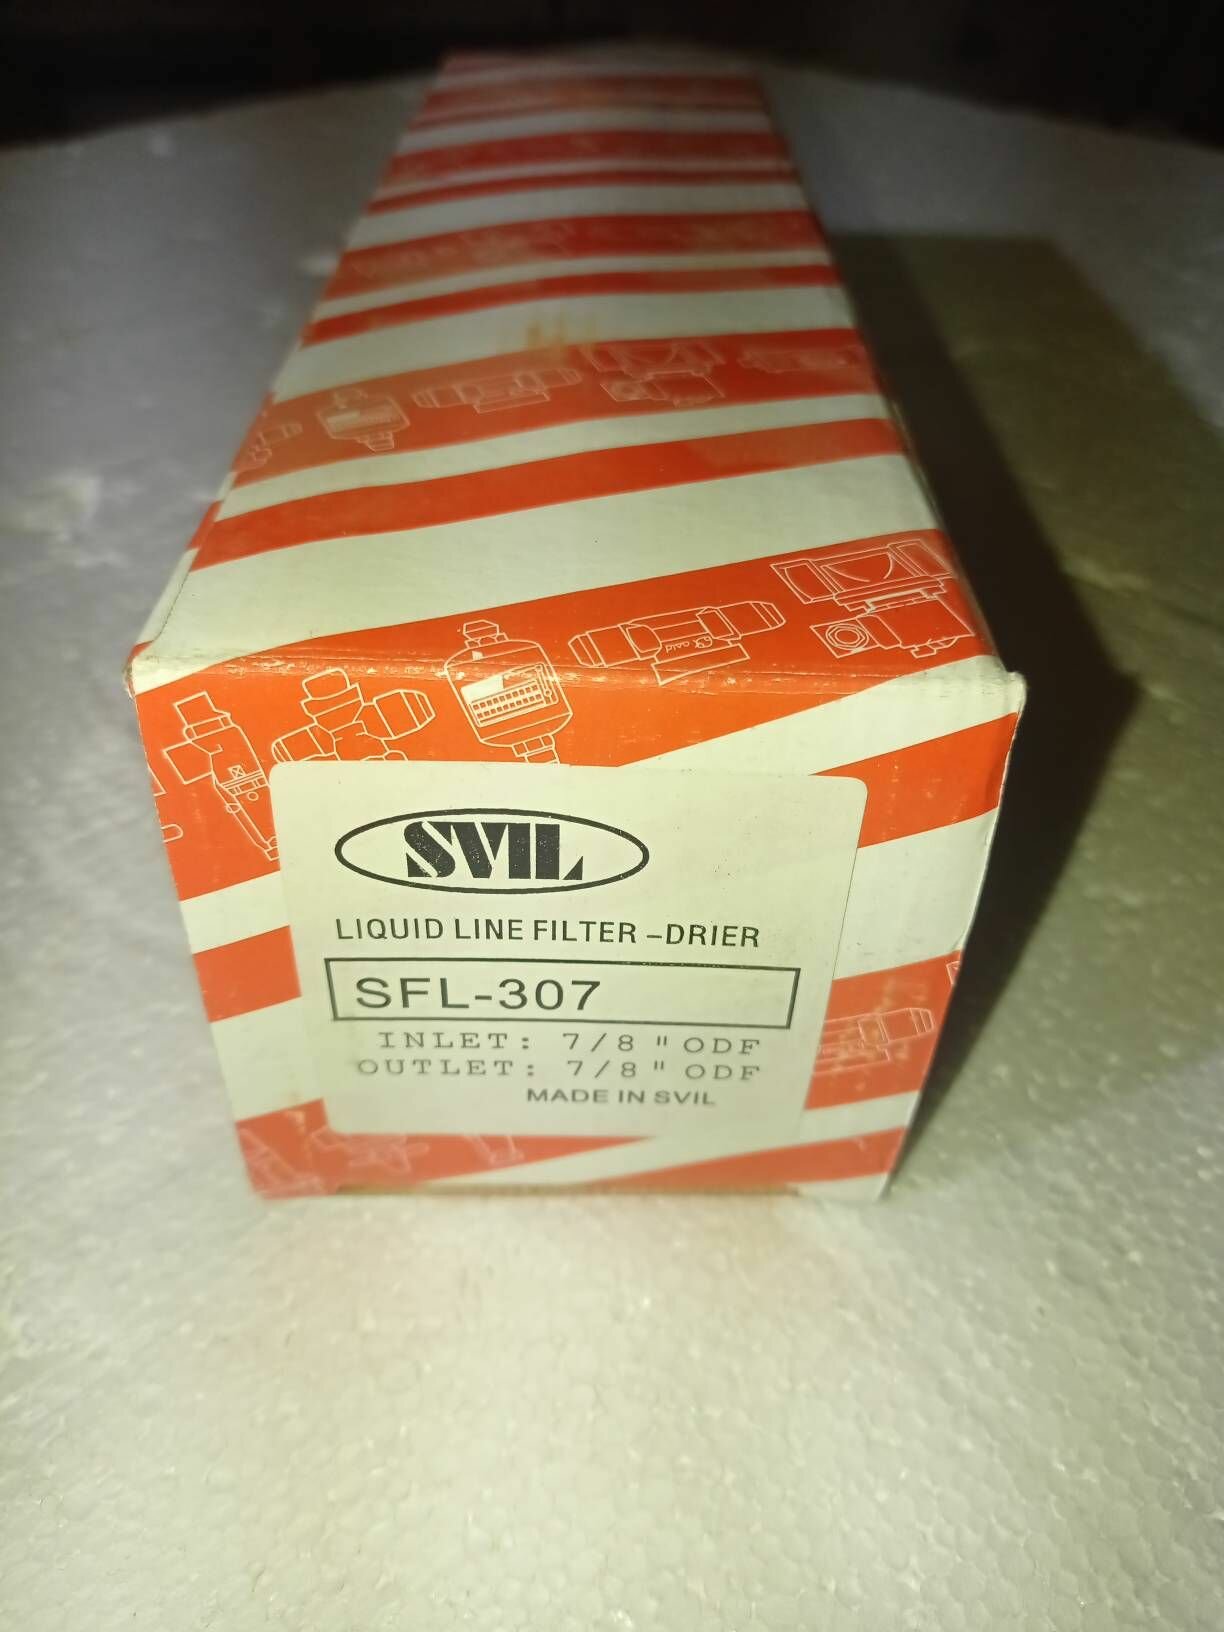 SVIL
LIQUID LINE FILTER -DRIER
SFL-307
INLET: 7/8 " ODF
OUTLET: 7/8 " ODF
MADE IN SVIL